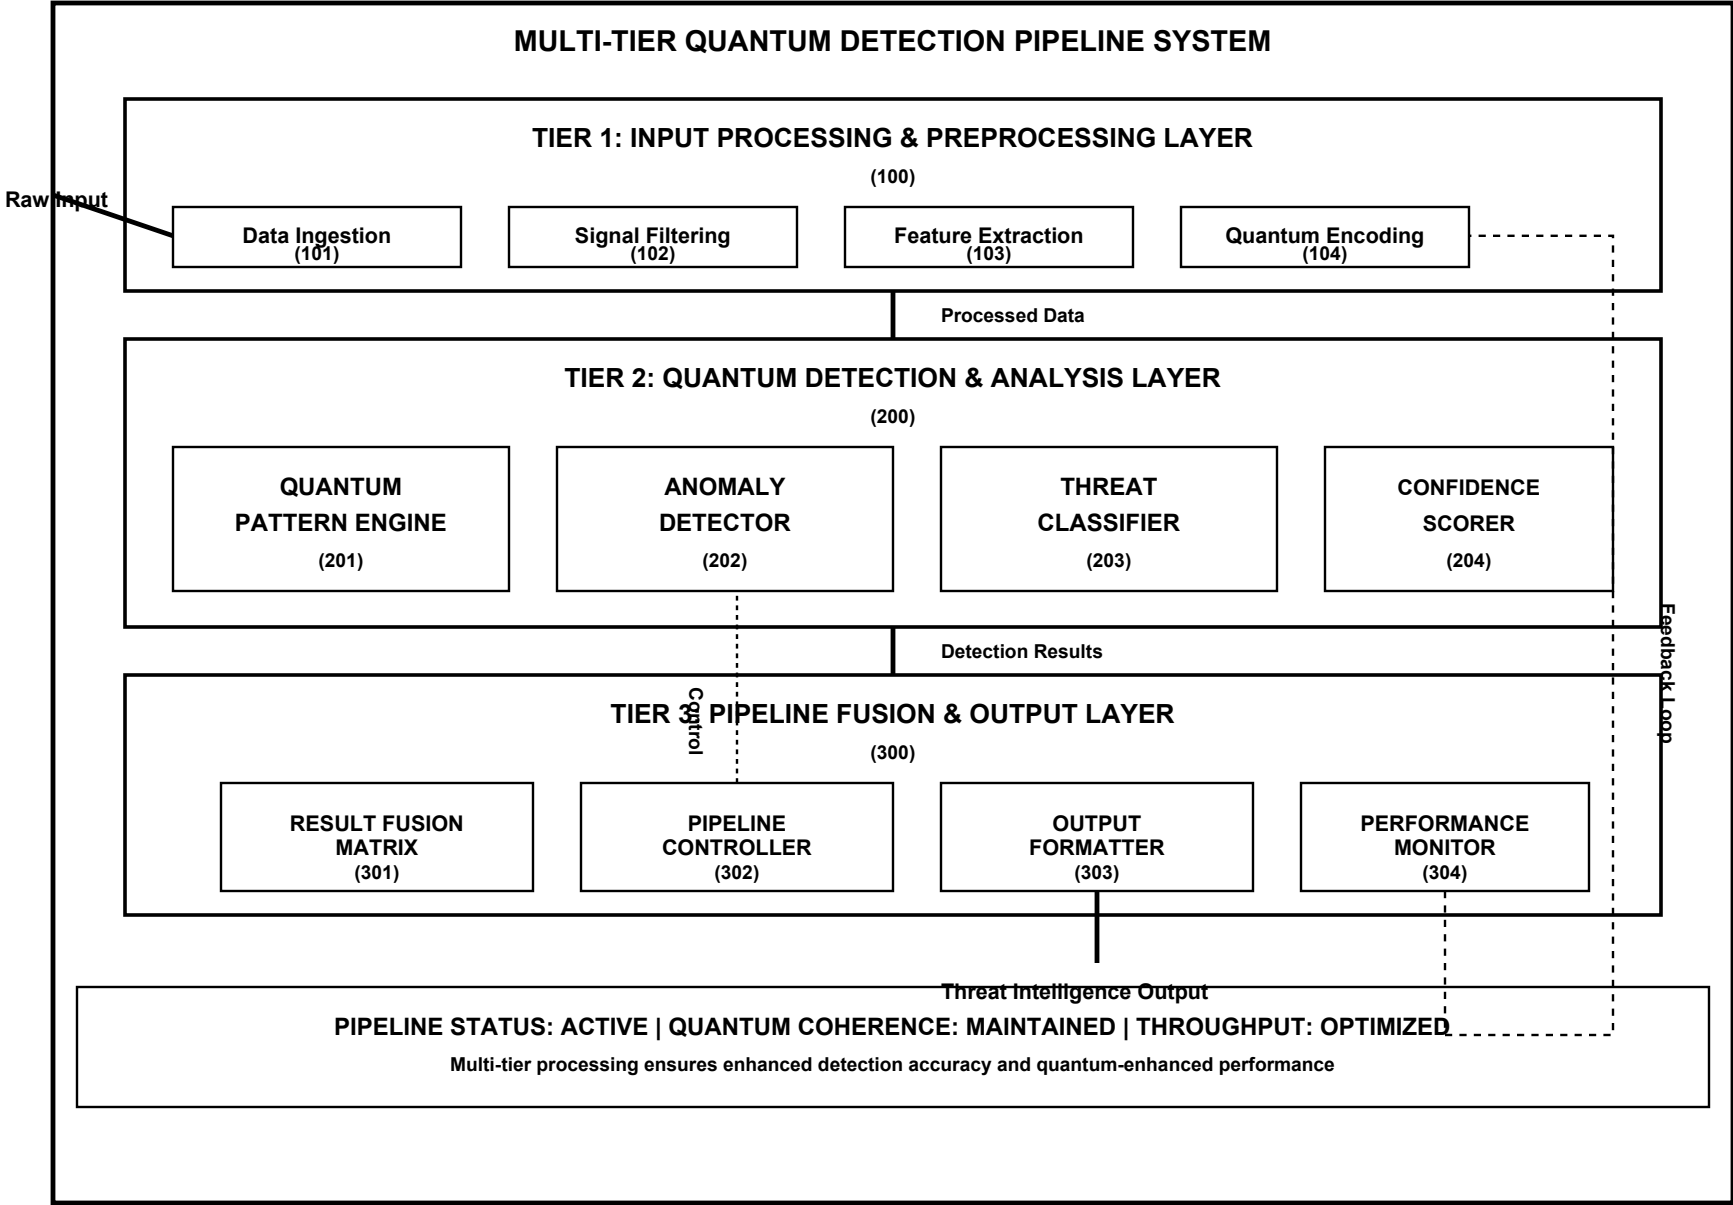 MULTI-TIER QUANTUM DETECTION PIPELINE SYSTEM
TIER 1: INPUT PROCESSING & PREPROCESSING LAYER
(100)
Raw Input
Data Ingestion
(101)
Signal Filtering
(102)
Feature Extraction
(103)
Quantum Encoding
(104)
Processed Data
TIER 2: QUANTUM DETECTION & ANALYSIS LAYER
(200)
QUANTUM
PATTERN ENGINE
(201)
ANOMALY
DETECTOR
(202)
THREAT
CLASSIFIER
(203)
CONFIDENCE
SCORER
(204)
Feedback Loop
Detection Results
Control
TIER 3: PIPELINE FUSION & OUTPUT LAYER
(300)
RESULT FUSION
MATRIX
(301)
PIPELINE
CONTROLLER
(302)
OUTPUT
FORMATTER
(303)
PERFORMANCE
MONITOR
(304)
Threat Intelligence Output
PIPELINE STATUS: ACTIVE | QUANTUM COHERENCE: MAINTAINED | THROUGHPUT: OPTIMIZED
Multi-tier processing ensures enhanced detection accuracy and quantum-enhanced performance